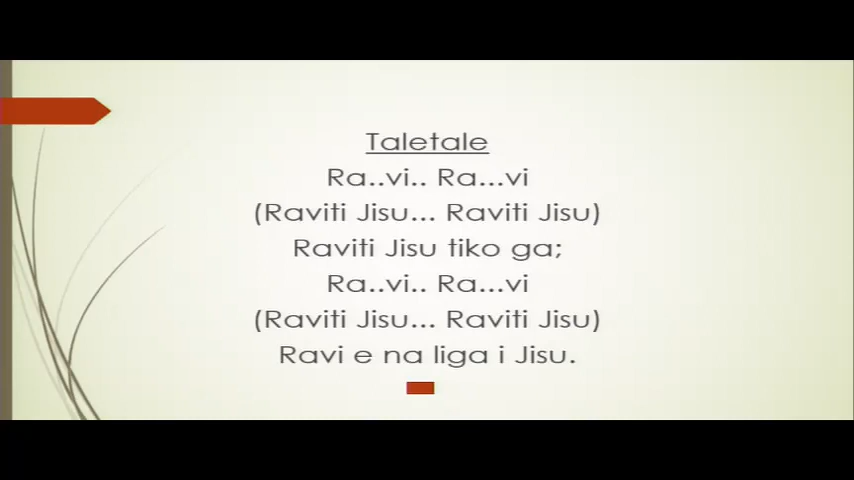 Taletale
Ra..vi.. Ra...vi
(Raviti Jisu... Raviti Jisu)
Raviti Jisu tiko ga;
Ra..vi.. Ra...vi
(Raviti Jisu... Raviti Jisu)
Ravi e na liga i Jisu.